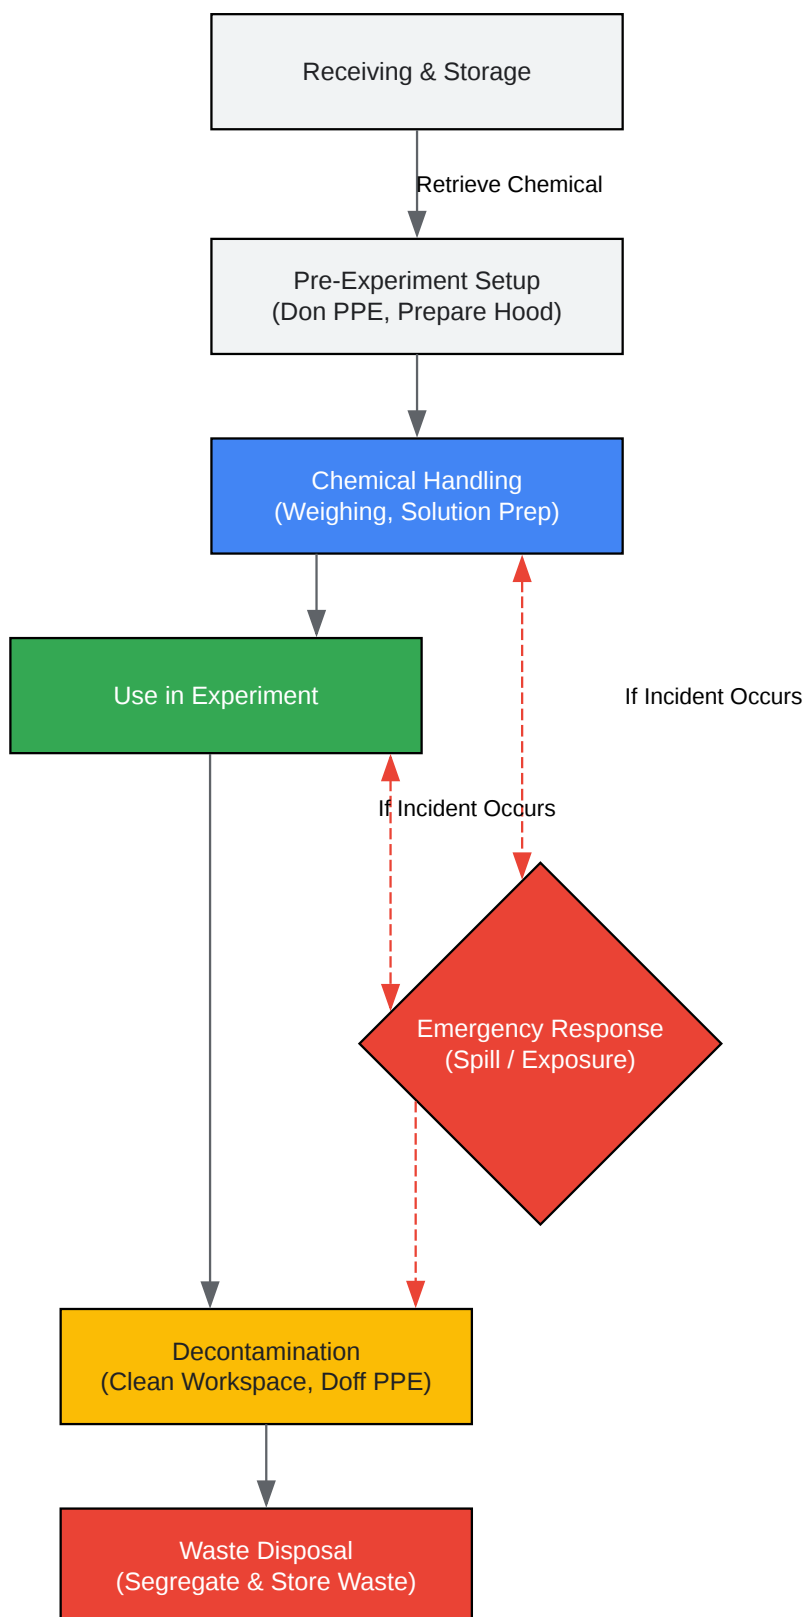 Receiving & Storage
Retrieve Chemical
Pre-Experiment Setup
(Don PPE, Prepare Hood)
Chemical Handling
(Weighing, Solution Prep)
Use in Experiment
If Incident Occurs
If Incident Occurs
Emergency Response
(Spill / Exposure)
Decontamination
(Clean Workspace, Doff PPE)
Waste Disposal
(Segregate & Store Waste)